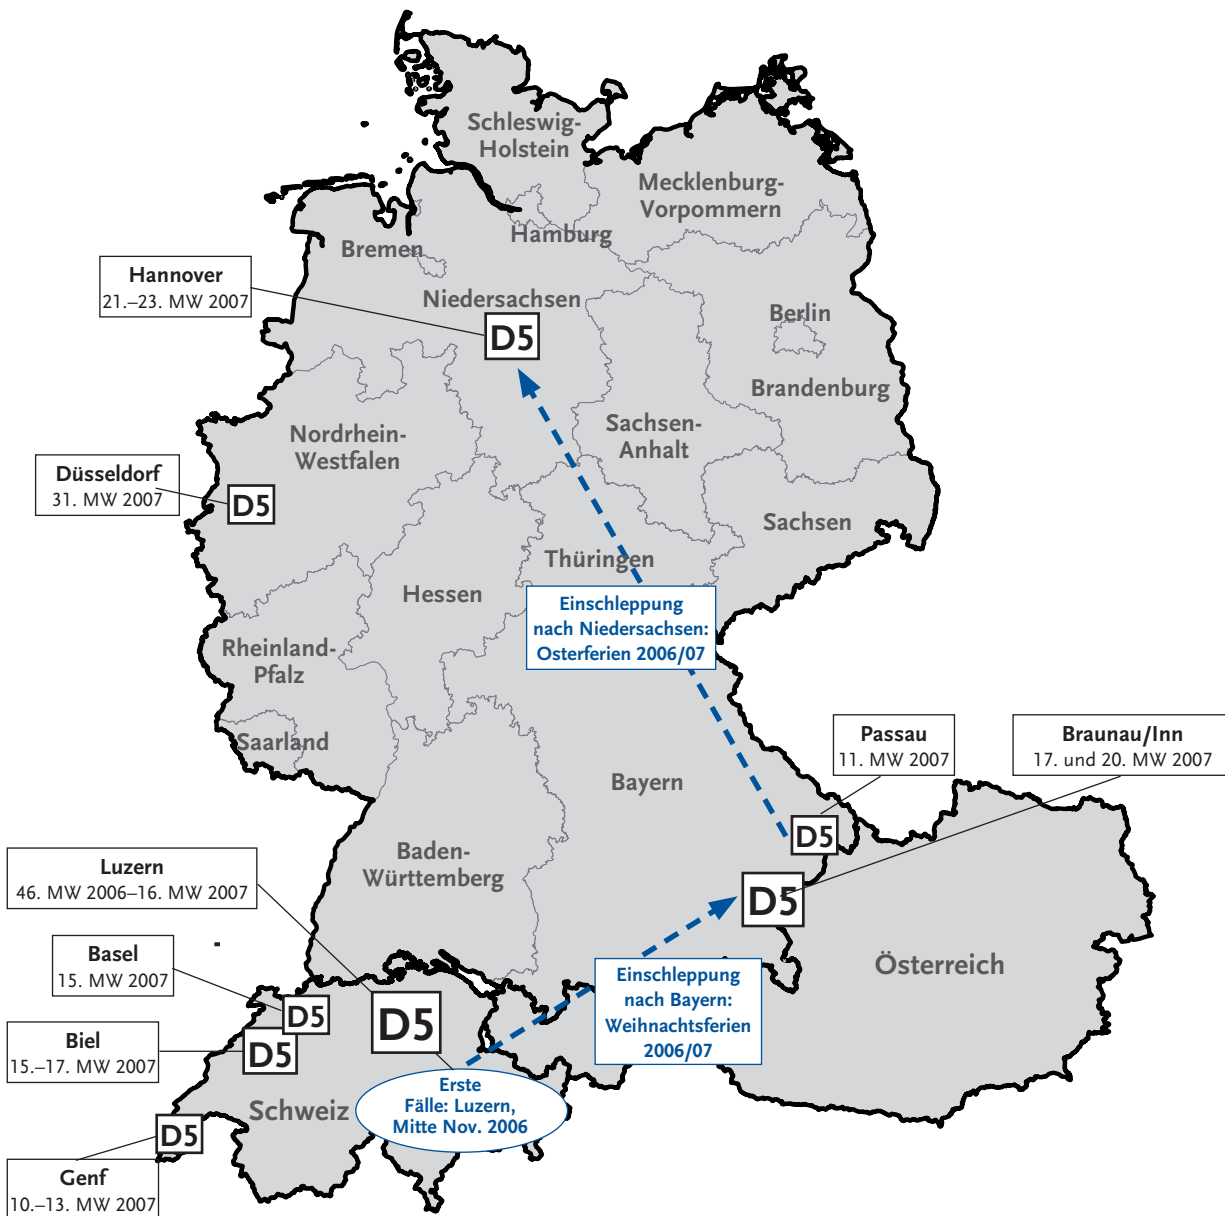 Schleswig-
Holstein
Mecklenburg-
Vorpommern
Hamburg
Bremen
Hannover
21.–23. MW 2007
Niedersachsen
D5
Berlin
Brandenburg
Nordrhein-
Westfalen
Sachsen-
Anhalt
Düsseldorf
31. MW 2007
D5
Sachsen
Thüringen
Hessen
Einschleppung
nach Niedersachsen:
Osterferien 2006/07
Rheinland-
Pfalz
Saarland
Passau
11. MW 2007
Braunau/Inn
17. und 20. MW 2007
Bayern
D5
Baden-
Württemberg
Luzern
46. MW 2006–16. MW 2007
D5
Österreich
Basel
15. MW 2007
Einschleppung
nach Bayern:
Weihnachtsferien
2006/07
D5
D5
Biel
15.–17. MW 2007
D5
Erste
Fälle: Luzern,
Mitte Nov. 2006
Schweiz
D5
Genf
10.–13. MW 2007